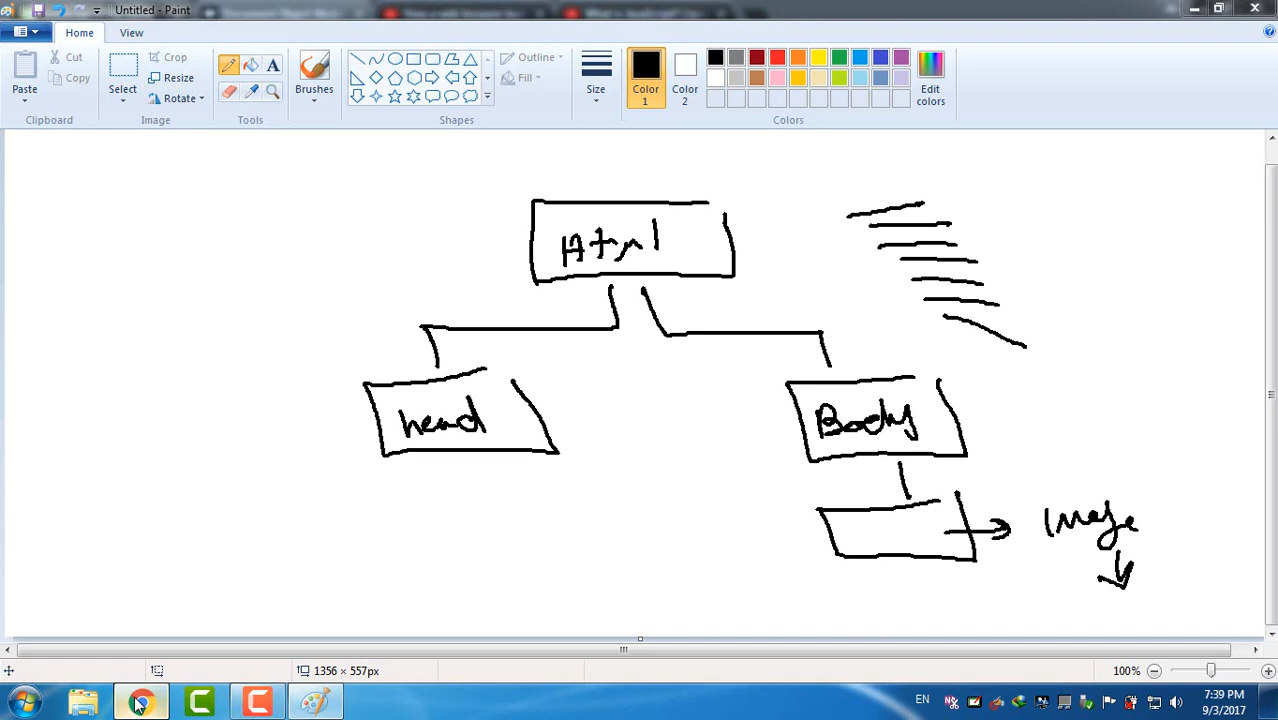 Untitled - Paint
Home
View
Paste
Cut
Copy
Clipboard
Select
Crop
Resize
Rotate
Image
Tools
Brushes
Shapes
Outline
Fill
Size
Color
1
Color
2
Edit
colors
Colors
Html
head
Body
Image
1356 × 557px
100%
EN
7:39 PM
9/3/2017